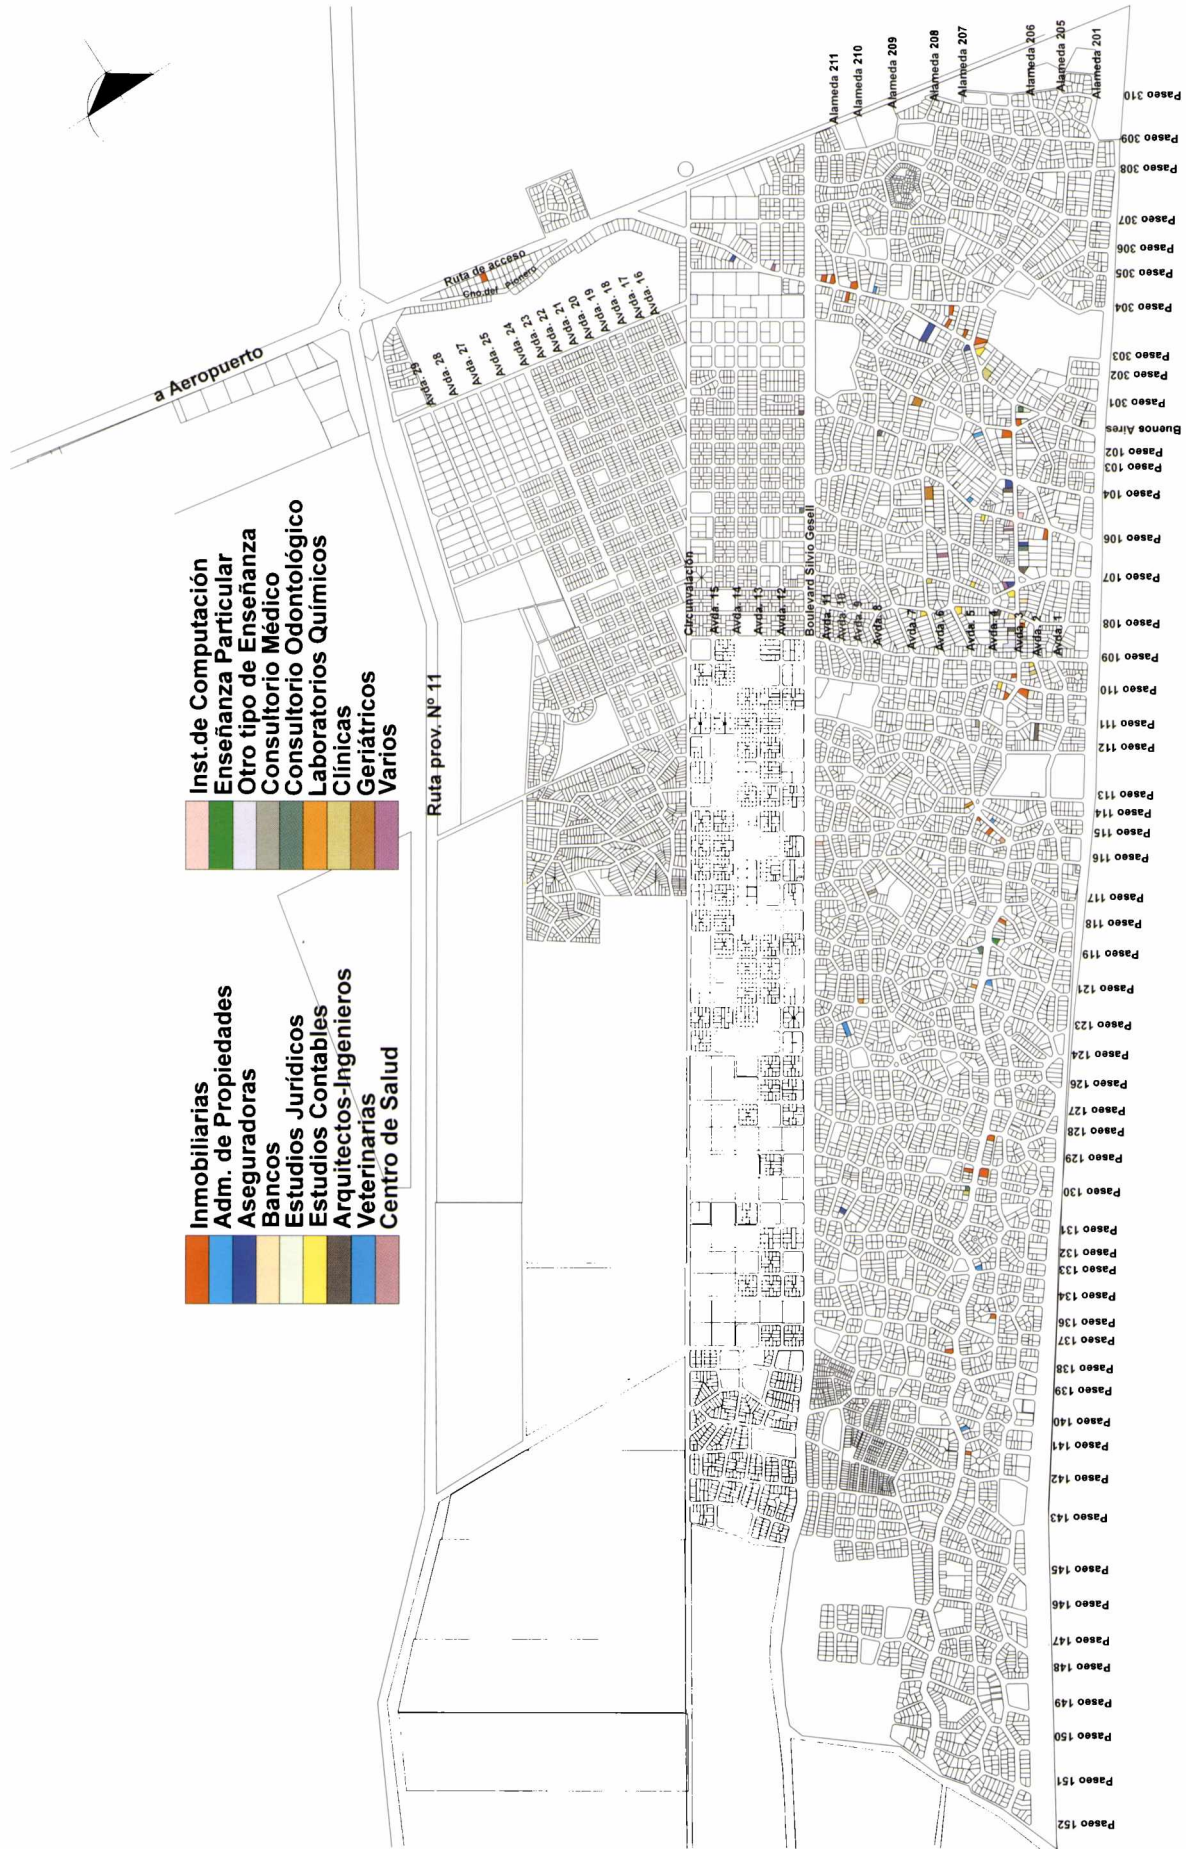 a Aeropuerto
Ruta de acceso
Cno.del Pionero
Ruta prov. Nº 11
Inmobiliarias
Adm. de Propiedades
Aseguradoras
Bancos
Estudios Jurídicos
Estudios Contables
Arquitectos-Ingenieros
Veterinarias
Centro de Salud
Inst.de Computación
Enseñanza Particular
Otro tipo de Enseñanza
Consultorio Médico
Consultorio Odontológico
Laboratorios Químicos
Clínicas
Geriátricos
Varios
Avda. 29
Avda. 28
Avda. 27
Avda. 25
Avda. 24
Avda. 23
Avda. 22
Avda. 21
Avda. 20
Avda. 19
Avda. 18
Avda. 17
Avda. 16
Circunvalación
Avda. 15
Avda. 14
Avda. 13
Avda. 12
Boulevard Silvio Gesell
Avda. 11
Avda. 10
Avda. 9
Avda. 8
Avda. 7
Avda. 6
Avda. 5
Avda. 4
Avda. 3
Avda. 2
Avda. 1
Alameda 211
Alameda 210
Alameda 209
Alameda 208
Alameda 207
Alameda 206
Alameda 205
Alameda 201
Paseo 310
Paseo 309
Paseo 308
Paseo 307
Paseo 306
Paseo 305
Paseo 304
Paseo 303
Paseo 302
Paseo 301
Buenos Aires
Paseo 102
Paseo 103
Paseo 104
Paseo 106
Paseo 107
Paseo 108
Paseo 109
Paseo 110
Paseo 111
Paseo 112
Paseo 113
Paseo 114
Paseo 115
Paseo 116
Paseo 117
Paseo 118
Paseo 119
Paseo 121
Paseo 123
Paseo 124
Paseo 126
Paseo 127
Paseo 128
Paseo 129
Paseo 130
Paseo 131
Paseo 132
Paseo 133
Paseo 134
Paseo 136
Paseo 137
Paseo 138
Paseo 139
Paseo 140
Paseo 141
Paseo 142
Paseo 143
Paseo 145
Paseo 146
Paseo 147
Paseo 148
Paseo 149
Paseo 150
Paseo 151
Paseo 152